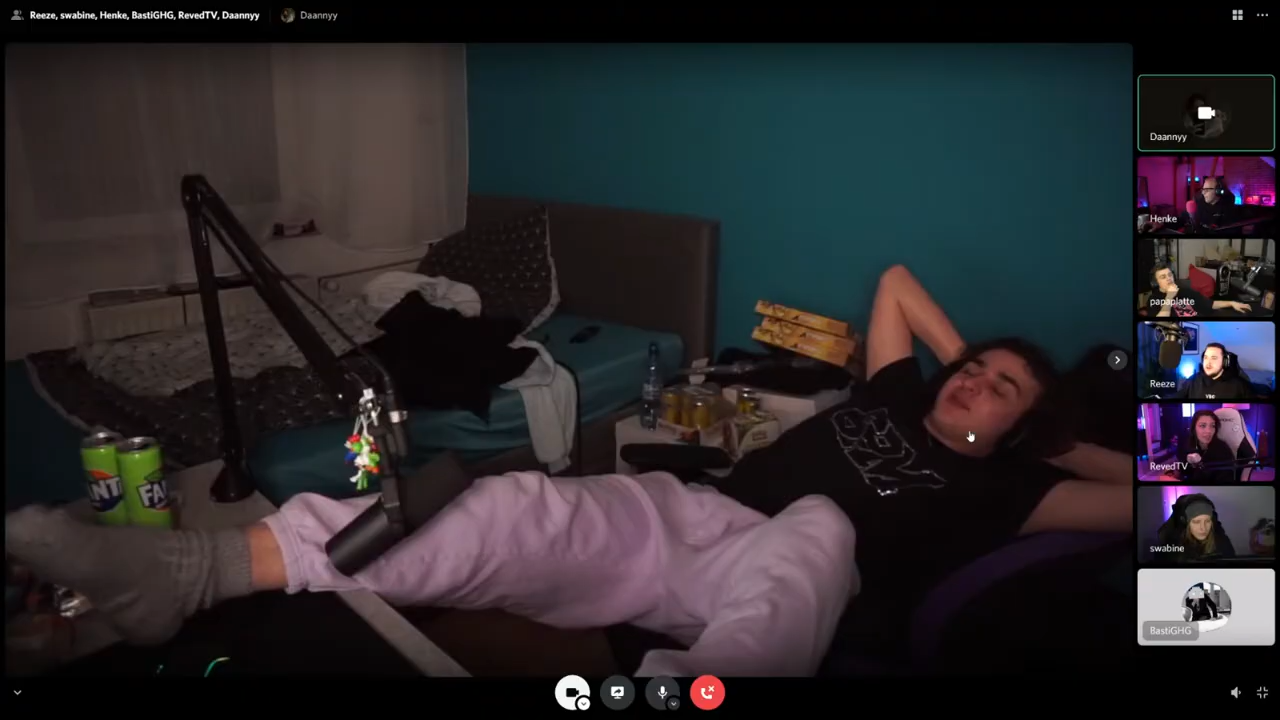 Reeze, swabine, Henke, BastiGHG, RevedTV, Daannyy
Daannyy
Daannyy
Henke
papaplatte
Reeze
RevedTV
swabine
BastiGHG
FANT
FA